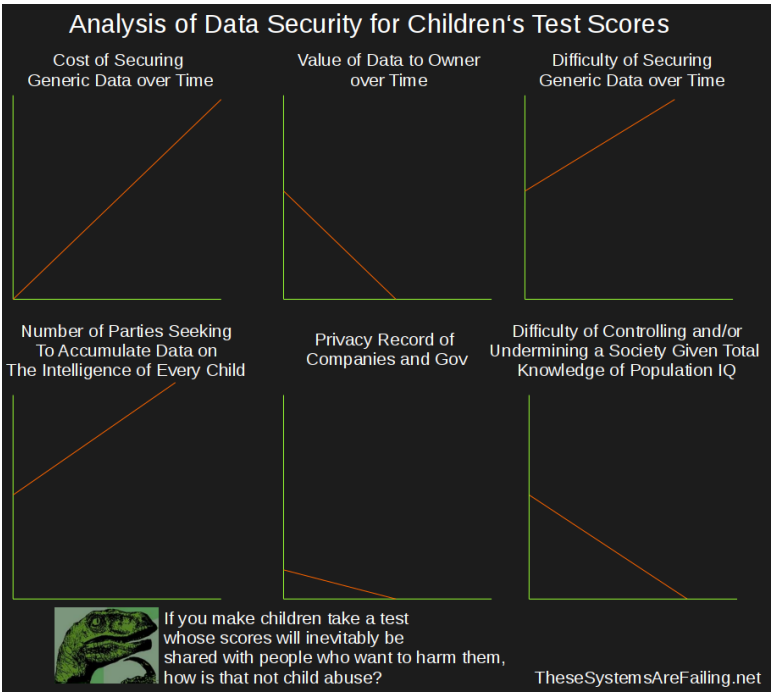 Analysis of Data Security for Children‘s Test Scores
Cost of Securing
Generic Data over Time
Value of Data to Owner
over Time
Difficulty of Securing
Generic Data over Time
Number of Parties Seeking
To Accumulate Data on
The Intelligence of Every Child
Privacy Record of
Companies and Gov
Difficulty of Controlling and/or
Undermining a Society Given Total
Knowledge of Population IQ
If you make children take a test
whose scores will inevitably be
shared with people who want to harm them,
how is that not child abuse?
TheseSystemsAreFailing.net